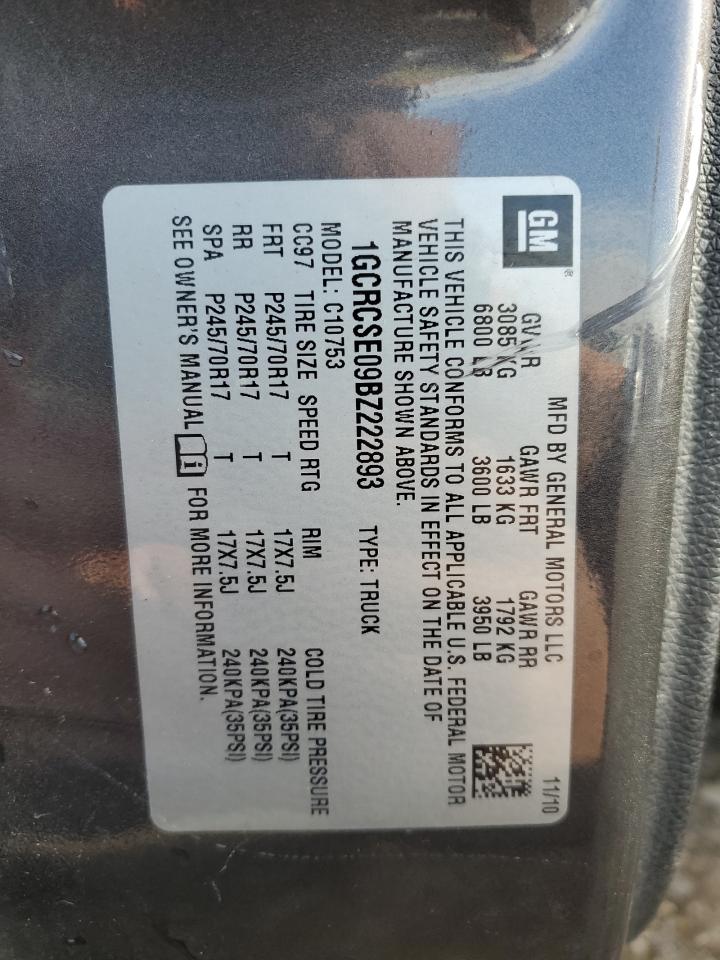 GM
MFD BY GENERAL MOTORS LLC 11/10
GVWR GAWR FRT GAWR RR
3085 KG 1633 KG 1792 KG
6800 LB 3600 LB 3950 LB
THIS VEHICLE CONFORMS TO ALL APPLICABLE U.S. FEDERAL MOTOR
VEHICLE SAFETY STANDARDS IN EFFECT ON THE DATE OF
MANUFACTURE SHOWN ABOVE.
1GCRCSE09BZ222893 TYPE: TRUCK
MODEL: C10753
CC97 TIRE SIZE SPEED RTG RIM COLD TIRE PRESSURE
FRT P245/70R17 T 17X7.5J 240KPA(35PSI)
RR P245/70R17 T 17X7.5J 240KPA(35PSI)
SPA P245/70R17 T 17X7.5J 240KPA(35PSI)
SEE OWNER'S MANUAL FOR MORE INFORMATION.